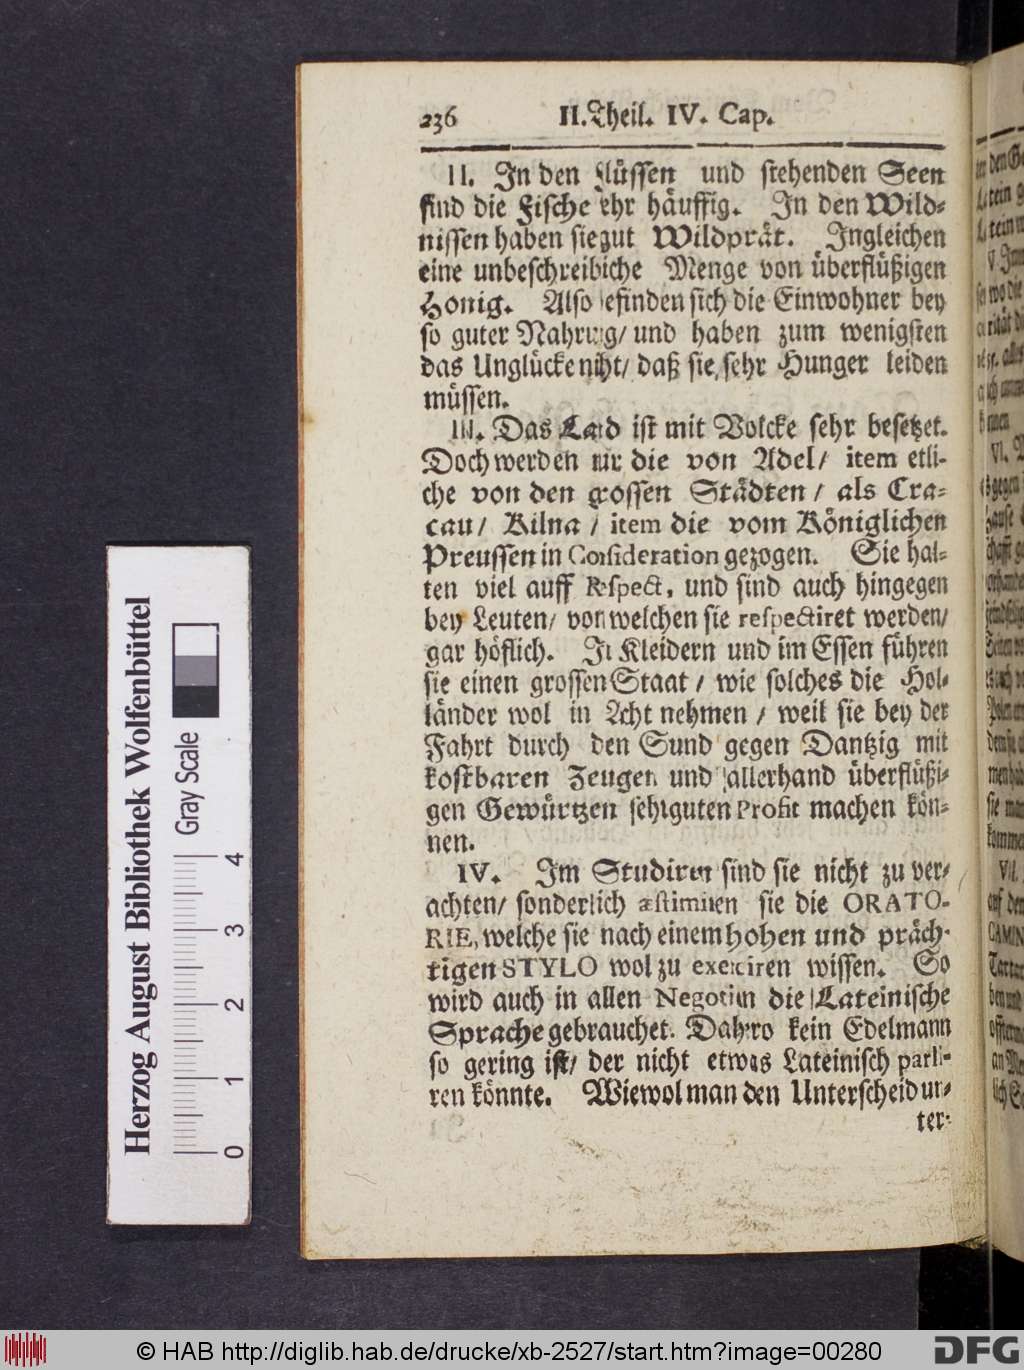 236 II. Theil. IV. Cap.
II. In den Flüssen und stehenden Seen
sind die Fische sehr häuffig. In den Wild-
nissen haben sie gut Wildprät. Ingleichen
eine unbeschreibiche Menge von überflüßigen
Honig. Also befinden sich die Einwohner bey
so guter Nahrung/ und haben zum wenigsten
das Unglücke nicht/ daß sie sehr Hunger leiden
müssen.
III. Das Land ist mit Volcke sehr besetzet.
Doch werden nur die von Adel/ item etli-
che von den grossen Städten/ als Cra-
cau/ Kilna/ item die vom Königlichen
Preussen in Consideration gezogen. Sie hal-
ten viel auff Respect, und sind auch hingegen
bey Leuten/ von welchen sie respectiret werden/
gar höflich. In Kleidern und im Essen führen
sie einen grossen Staat/ wie solches die Hol-
länder wol in Acht nehmen/ weil sie bey der
Fahrt durch den Sund gegen Dantzig mit
kostbaren Zeugen und allerhand überflüßi-
gen Gewürtzen sehr guten Profit machen kön-
nen.
IV. Im Studiren sind sie nicht zu ver-
achten/ sonderlich æstimiren sie die ORATO-
RIE, welche sie nach einem hohen und präch-
tigen STYLO wol zu exerciren wissen. So
wird auch in allen Negotien die Lateinische
Sprache gebrauchet. Dahero kein Edelmann
so gering ist/ der nicht etwas Lateinisch parli-
ren könnte. Wiewol man den Unterscheid un-
ter-
Herzog August Bibliothek Wolfenbüttel
Gray Scale
0 1 2 3 4
© HAB http://diglib.hab.de/drucke/xb-2527/start.htm?image=00280
DFG